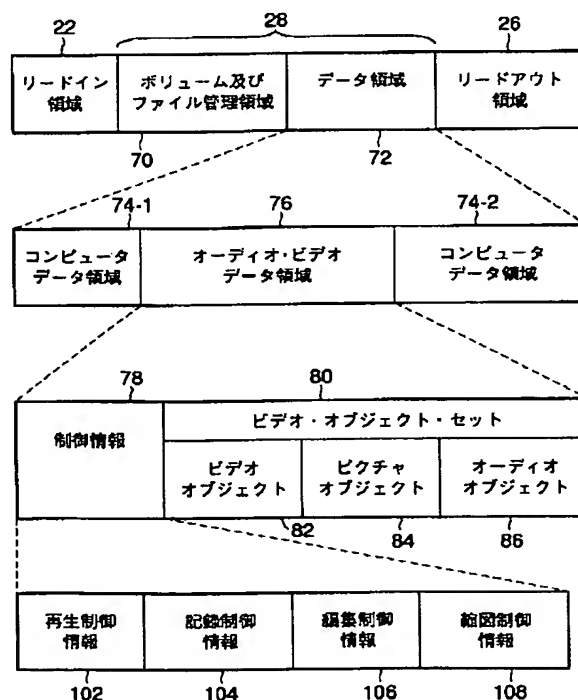 22 28 26
リードイン 領域
ボリューム及び ファイル管理領域
データ領域
リードアウト 領域
70 72
74-1 76 74-2
コンピュータ データ領域
オーディオ・ビデオ データ領域
コンピュータ データ領域
78 80
制御情報
ビデオ・オブジェクト・セット
ビデオ オブジェクト
ピクチャ オブジェクト
オーディオ オブジェクト
82 84 86
再生制御 情報
記録制御 情報
編集制御 情報
縮図制御 情報
102 104 106 108